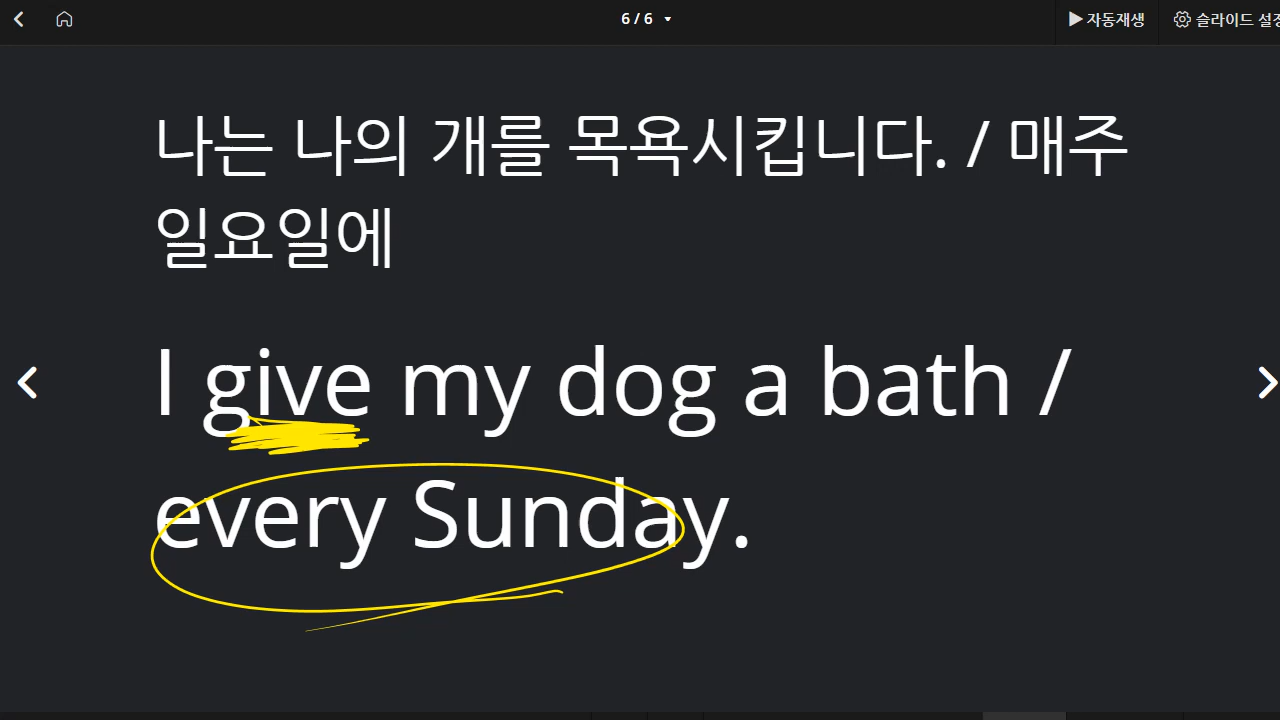 6 / 6
자동재생
슬라이드 설정
나는 나의 개를 목욕시킵니다. / 매주
일요일에
I give my dog a bath /
every Sunday.